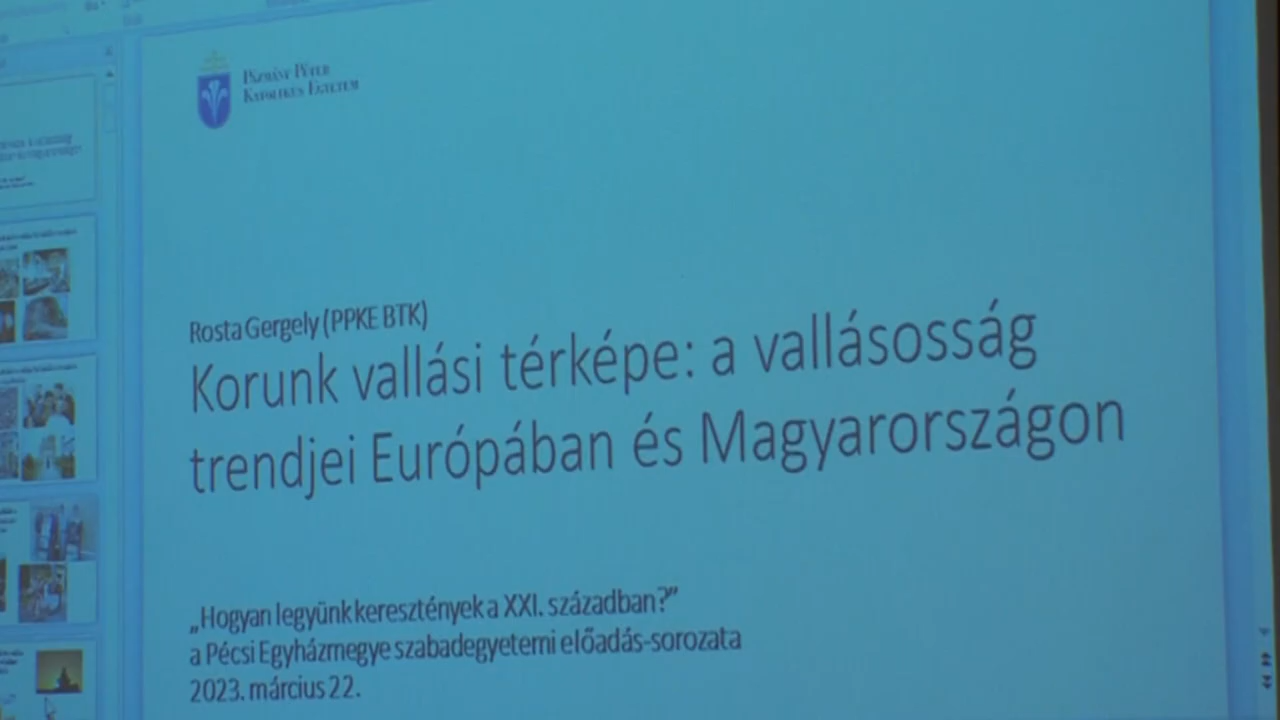 Pázmány Péter
Katolikus Egyetem
Rosta Gergely (PPKE BTK)
Korunk vallási térképe: a vallásosság
trendjei Európában és Magyarországon
„Hogyan legyünk keresztények a XXI. században?”
a Pécsi Egyházmegye szabadegyetemi előadás-sorozata
2023. március 22.